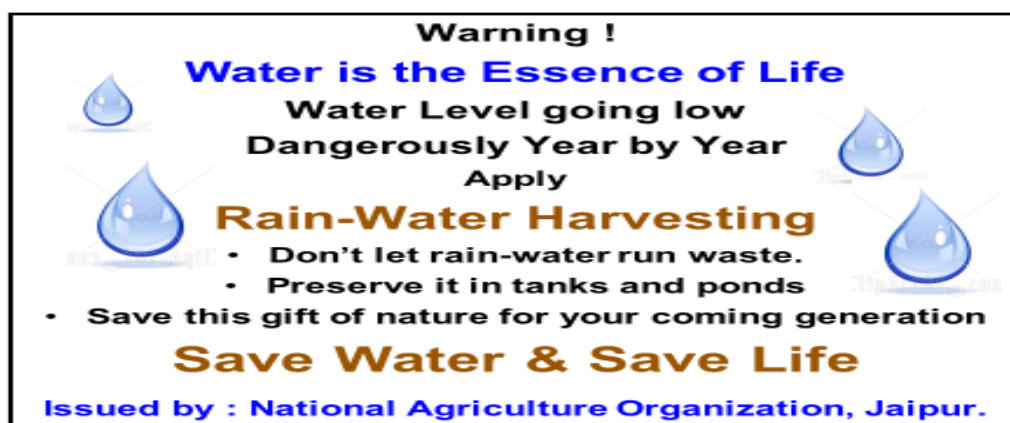 Warning !
Water is the Essence of Life
Water Level going low
Dangerously Year by Year
Apply
Rain-Water Harvesting
• Don't let rain-water run waste.
• Preserve it in tanks and ponds
• Save this gift of nature for your coming generation
Save Water & Save Life
Issued by : National Agriculture Organization, Jaipur.